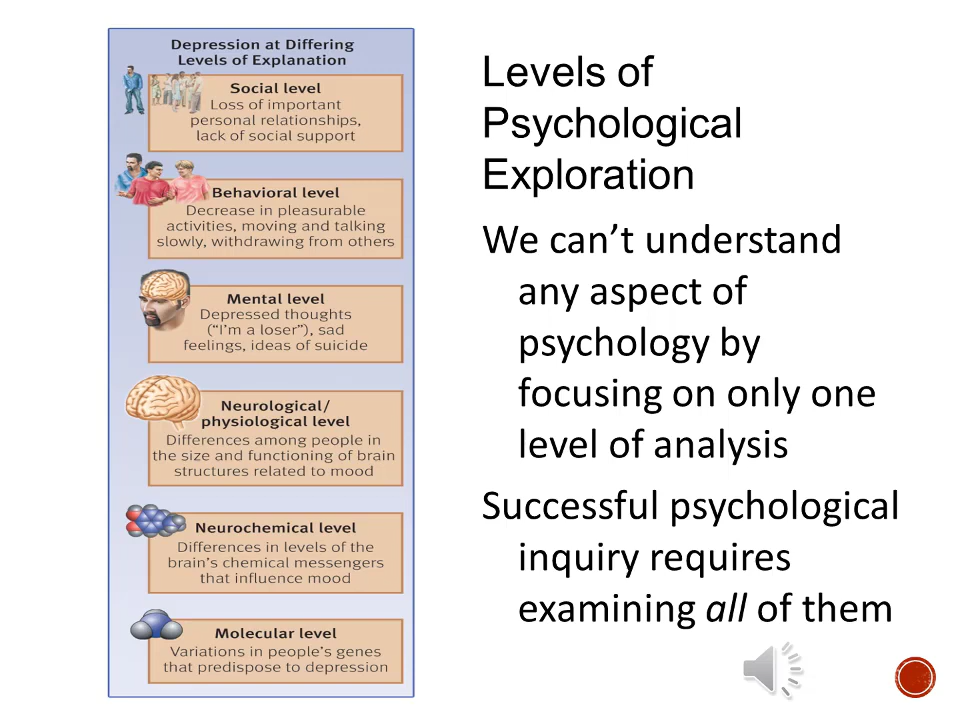 Depression at Differing
Levels of Explanation
Social level
Loss of important
personal relationships,
lack of social support
Behavioral level
Decrease in pleasurable
activities, moving and talking
slowly, withdrawing from others
Mental level
Depressed thoughts
(“I’m a loser”), sad
feelings, ideas of suicide
Neurological/
physiological level
Differences among people in
the size and functioning of brain
structures related to mood
Neurochemical level
Differences in levels of the
brain’s chemical messengers
that influence mood
Molecular level
Variations in people’s genes
that predispose to depression
Levels of
Psychological
Exploration
We can’t understand
any aspect of
psychology by
focusing on only one
level of analysis
Successful psychological
inquiry requires
examining all of them